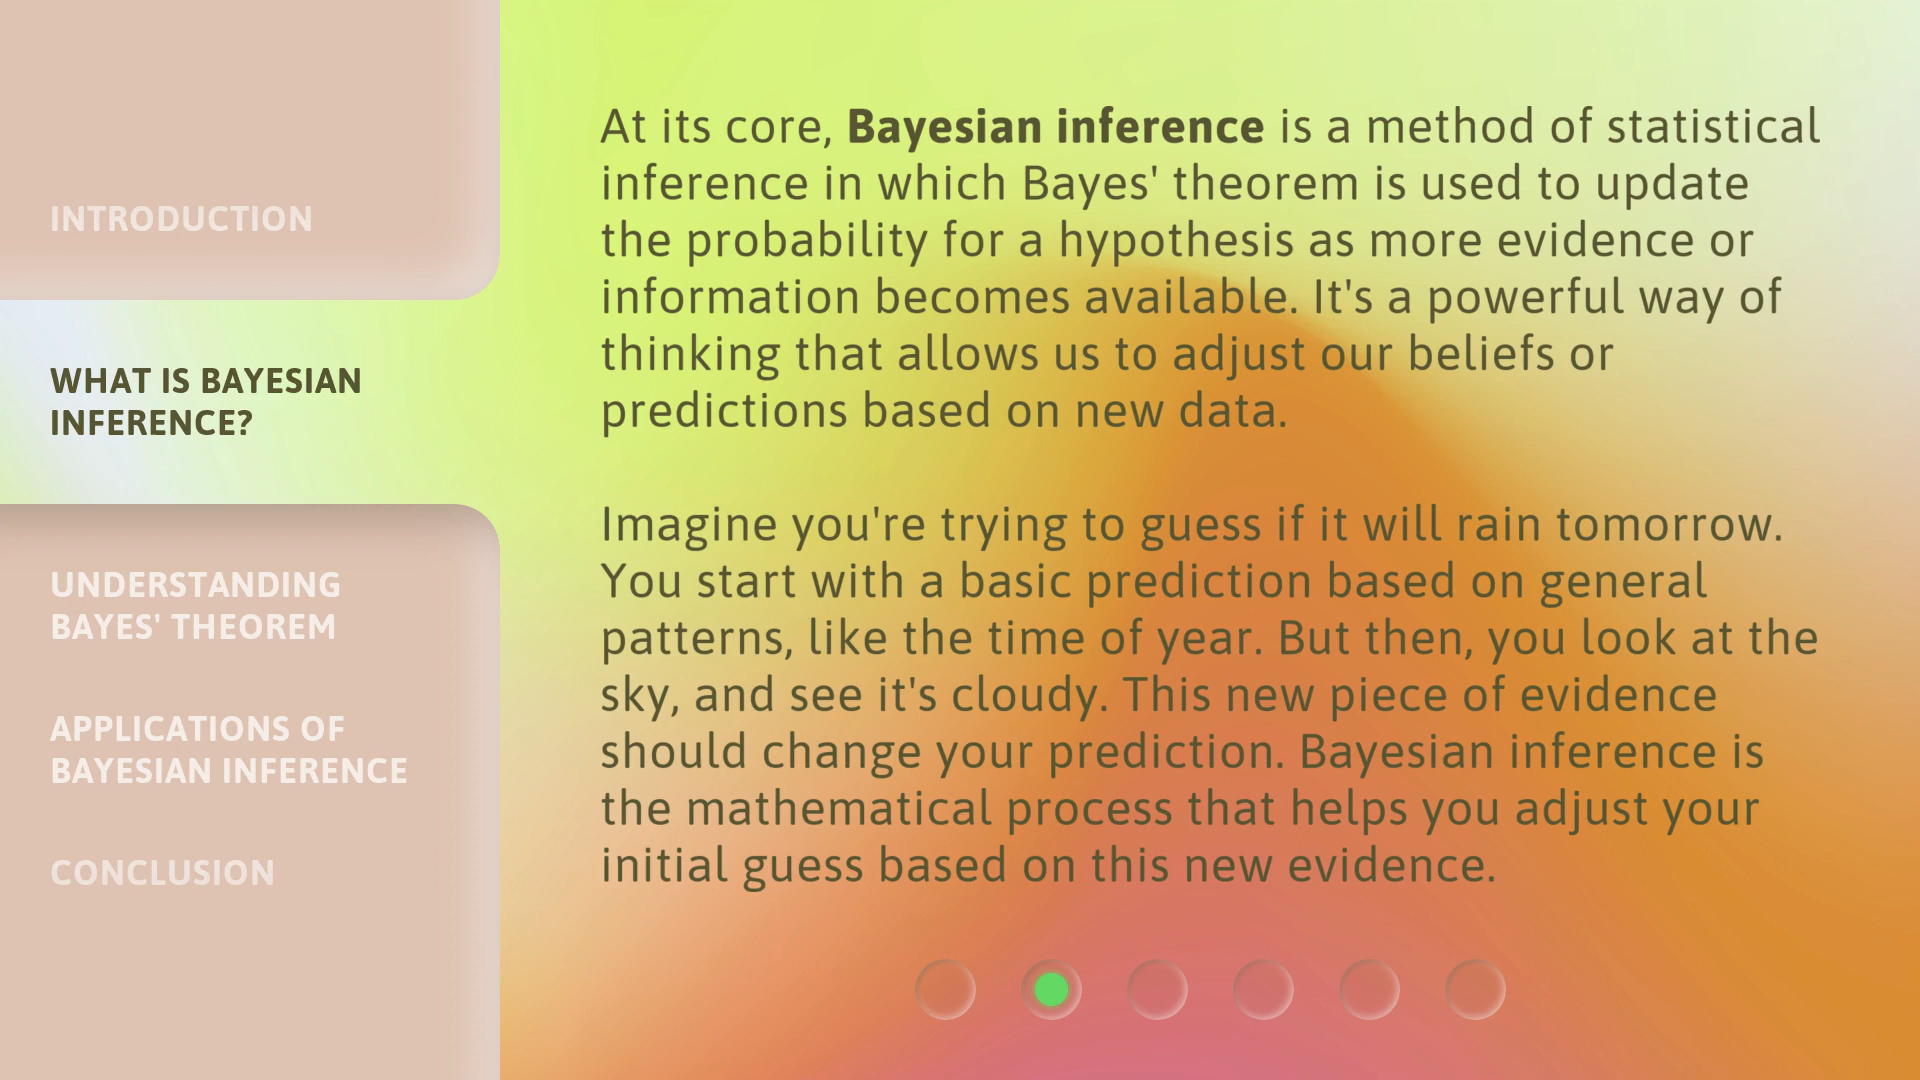 INTRODUCTION
WHAT IS BAYESIAN
INFERENCE?
UNDERSTANDING
BAYES' THEOREM
APPLICATIONS OF
BAYESIAN INFERENCE
CONCLUSION
At its core, Bayesian inference is a method of statistical
inference in which Bayes' theorem is used to update
the probability for a hypothesis as more evidence or
information becomes available. It's a powerful way of
thinking that allows us to adjust our beliefs or
predictions based on new data.
Imagine you're trying to guess if it will rain tomorrow.
You start with a basic prediction based on general
patterns, like the time of year. But then, you look at the
sky, and see it's cloudy. This new piece of evidence
should change your prediction. Bayesian inference is
the mathematical process that helps you adjust your
initial guess based on this new evidence.